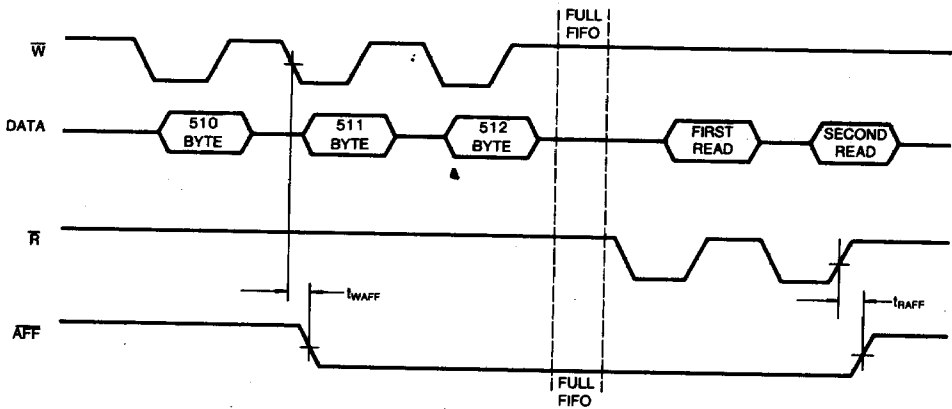 FULL
FIFO
W
DATA
510
BYTE
511
BYTE
512
BYTE
FIRST
READ
SECOND
READ
R
tWAFF
tRAFF
AFF
FULL
FIFO